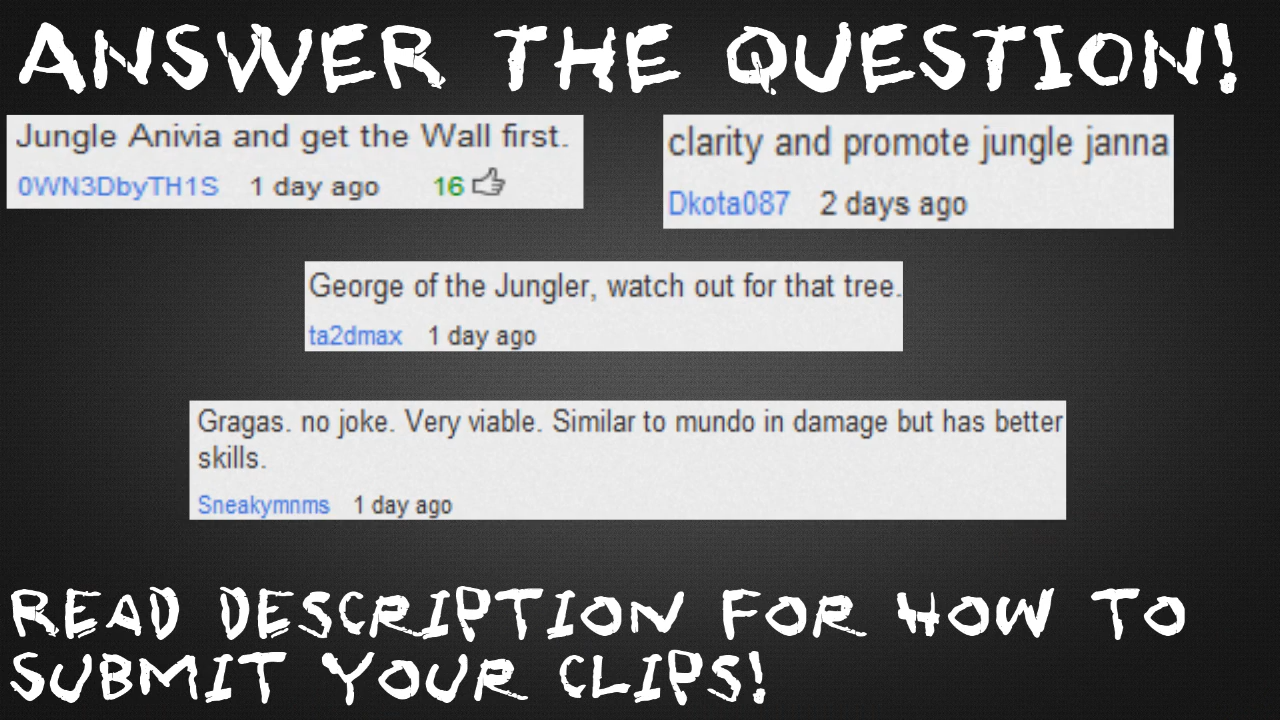 ANSWER THE QUESTION!
Jungle Anivia and get the Wall first.
0WN3DbyTH1S 1 day ago 16
clarity and promote jungle janna
Dkota087 2 days ago
George of the Jungler, watch out for that tree.
ta2dmax 1 day ago
Gragas. no joke. Very viable. Similar to mundo in damage but has better
skills.
Sneakymnms 1 day ago
READ DESCRIPTION FOR HOW TO
SUBMIT YOUR CLIPS!